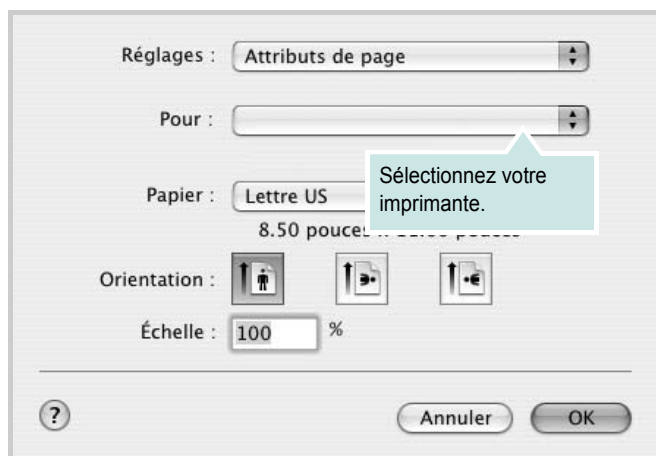 Réglages : Attributs de page
Pour :
Sélectionnez votre
imprimante.
Papier : Lettre US
8.50 pouces x
Orientation :
Échelle : 100 %
? Annuler OK